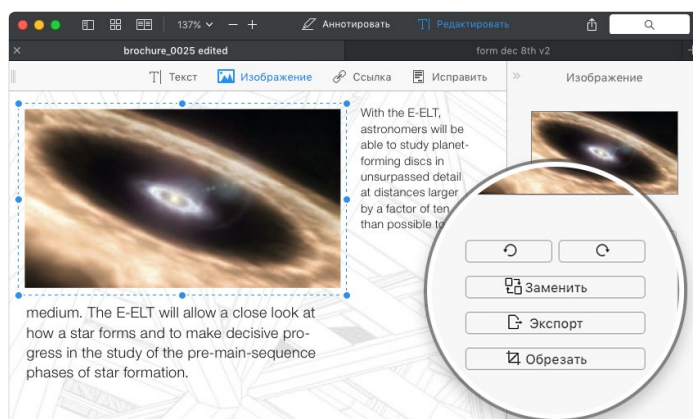 137%
Аннотировать
Редактировать
brochure_0025 edited
form dec 8th v2
Текст
Изображение
Ссылка
Исправить
Изображение
With the E-ELT,
astronomers will be
able to study planet-
forming discs in
unsurpassed detail
at distances larger
by a factor of ten
than possible to
medium. The E-ELT will allow a close look at
how a star forms and to make decisive pro-
gress in the study of the pre-main-sequence
phases of star formation.
Заменить
Экспорт
Обрезать